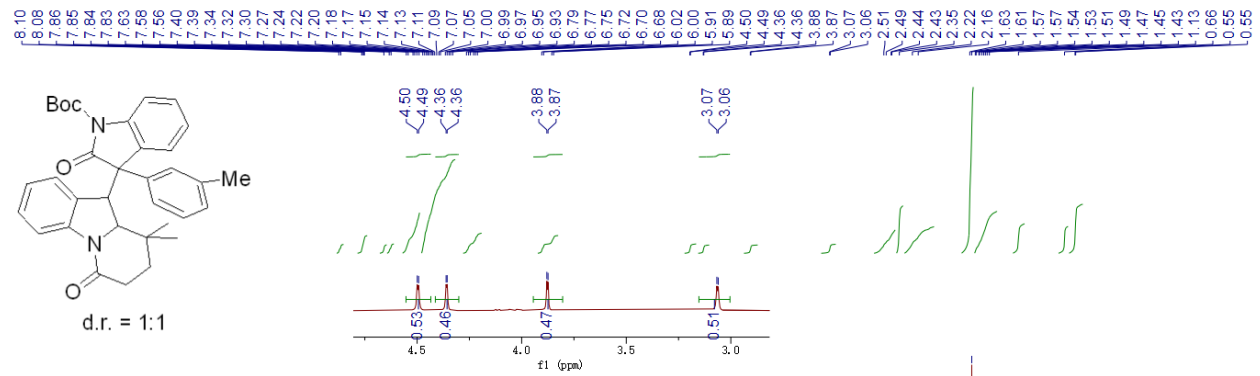 8.10 8.08 7.86 7.85 7.84 7.83 7.63 7.58 7.56 7.40 7.39 7.34 7.32 7.30 7.27 7.24 7.22 7.20 7.18 7.17 7.15 7.14 7.13 7.11 7.09 7.07 7.05 7.00 6.99 6.97 6.95 6.93 6.79 6.77 6.75 6.72 6.70 6.68 6.02 6.00 5.91 5.89 4.50 4.49 4.36 4.36 3.88 3.87 3.07 3.06 2.51 2.49 2.44 2.43 2.35 2.22 2.16 1.63 1.61 1.57 1.57 1.54 1.53 1.51 1.49 1.47 1.45 1.43 1.13 0.66 0.55 0.55
4.50 4.49 4.36 4.36 3.88 3.87 3.07 3.06
Boc
N
O
Me
N
O
d.r. = 1:1
0.53 0.46 0.47 0.51
4.5 4.0 3.5 3.0
f1 (ppm)